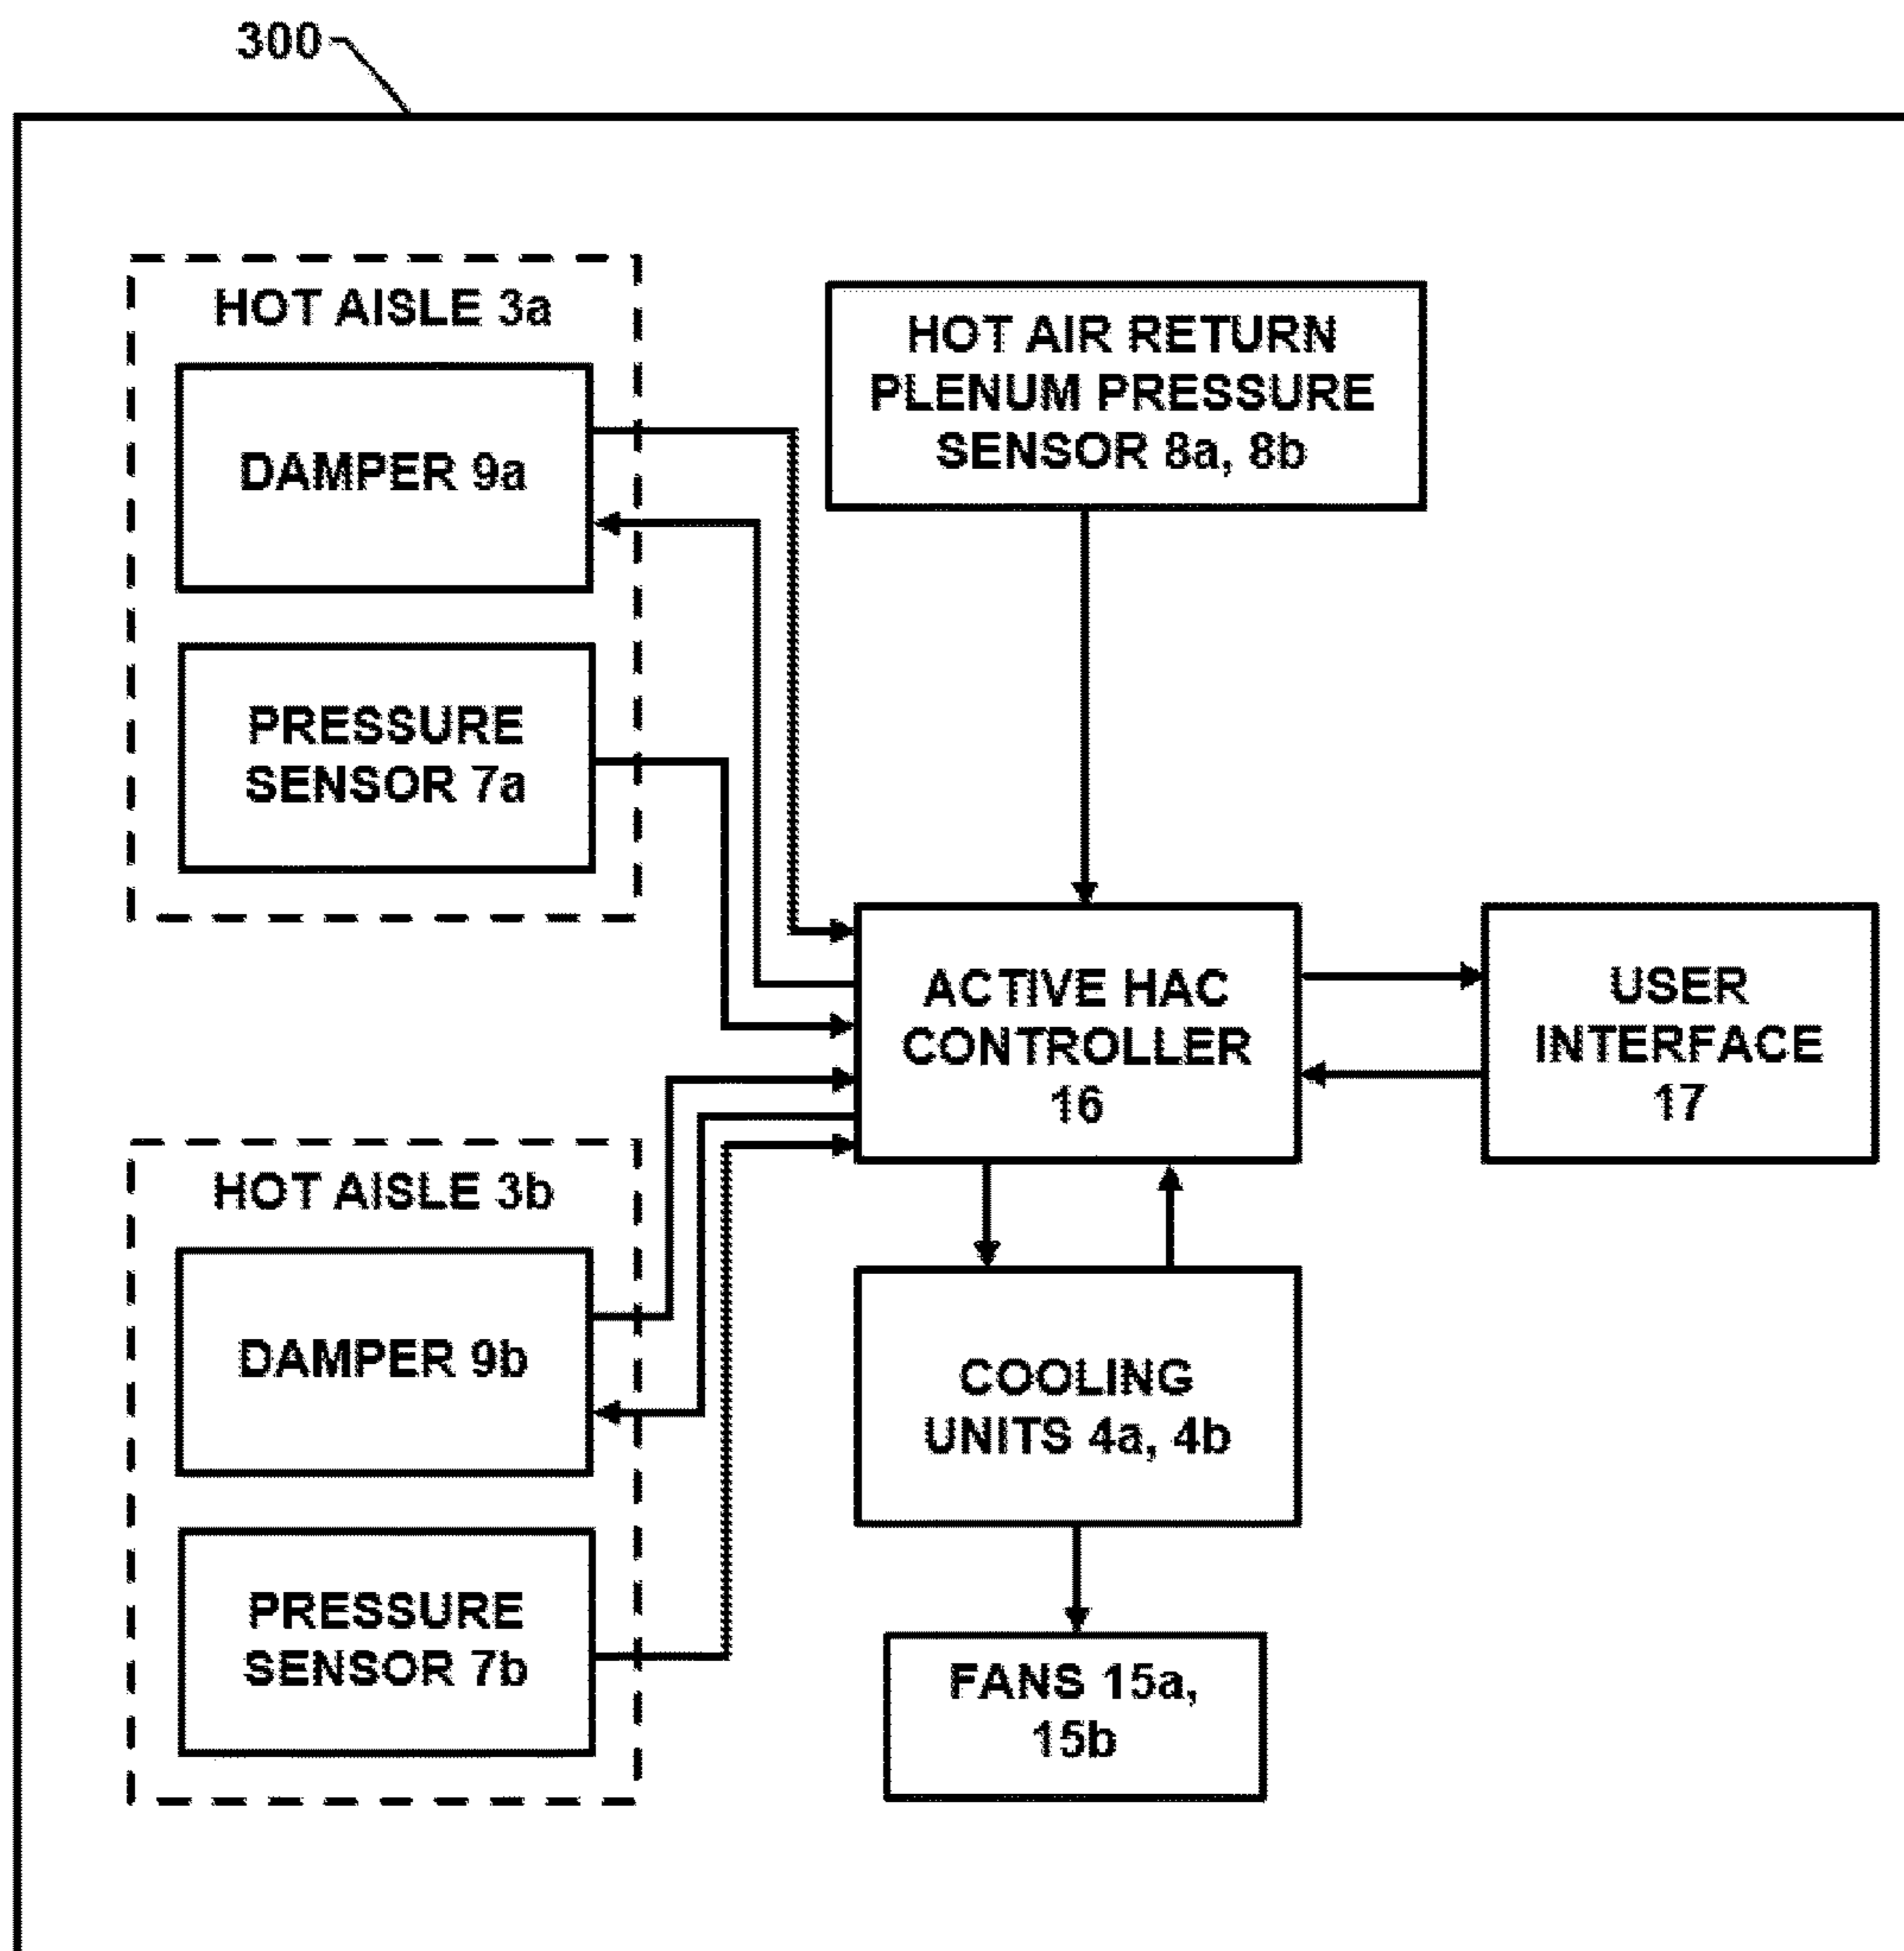 300
HOT AISLE 3a
DAMPER 9a
PRESSURE
SENSOR 7a
HOT AIR RETURN
PLENUM PRESSURE
SENSOR 8a, 8b
ACTIVE HAC
CONTROLLER
16
USER
INTERFACE
17
HOT AISLE 3b
DAMPER 9b
PRESSURE
SENSOR 7b
COOLING
UNITS 4a, 4b
FANS 15a,
15b